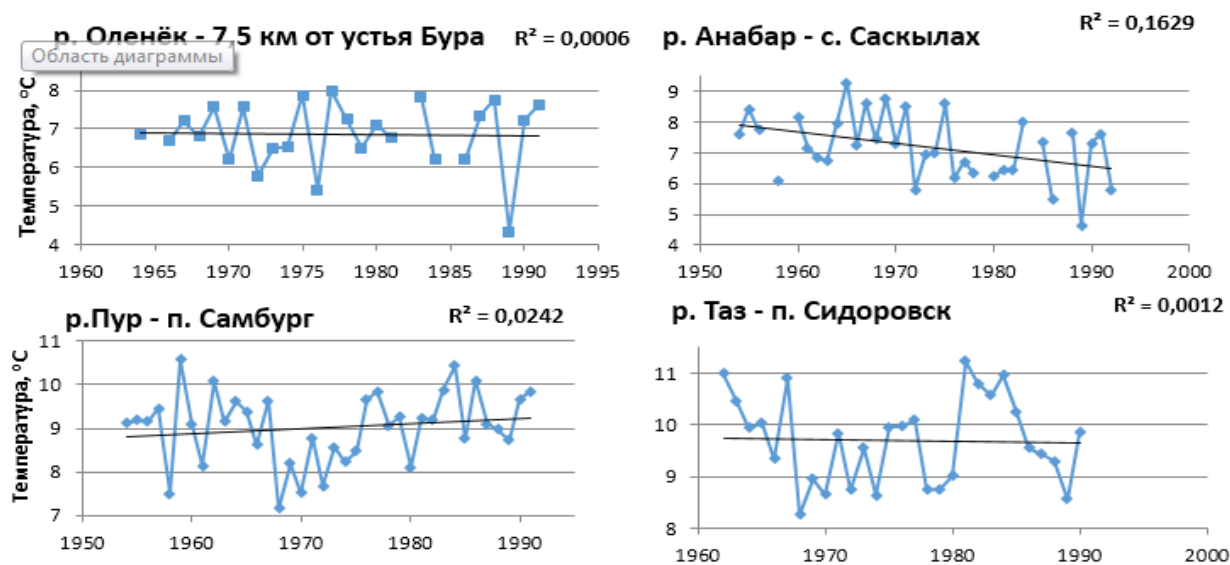 р. Оленёк - 7,5 км от устья Бура
R² = 0,0006
Область диаграммы
Температура, °С
8
7
6
5
4
1960 1965 1970 1975 1980 1985 1990 1995
р. Анабар - с. Саскылах
R² = 0,1629
9
8
7
6
5
4
1950 1960 1970 1980 1990 2000
р.Пур - п. Самбург
R² = 0,0242
Температура, °С
11
10
9
8
7
1950 1960 1970 1980 1990
р. Таз - п. Сидоровск
R² = 0,0012
11
10
9
8
1960 1970 1980 1990 2000